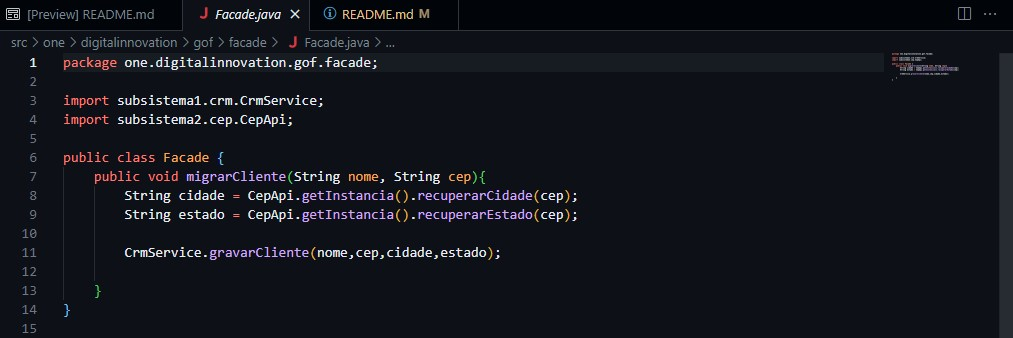 [Preview] README.md
J Facade.java
README.md M
src > one > digitalinnovation > gof > facade > J Facade.java > ...
1 package one.digitalinnovation.gof.facade;
2
3 import subsistema1.crm.CrmService;
4 import subsistema2.cep.CepApi;
5
6 public class Facade {
7     public void migrarCliente(String nome, String cep){
8         String cidade = CepApi.getInstancia().recuperarCidade(cep);
9         String estado = CepApi.getInstancia().recuperarEstado(cep);
10
11         CrmService.gravarCliente(nome,cep,cidade,estado);
12
13     }
14 }
15